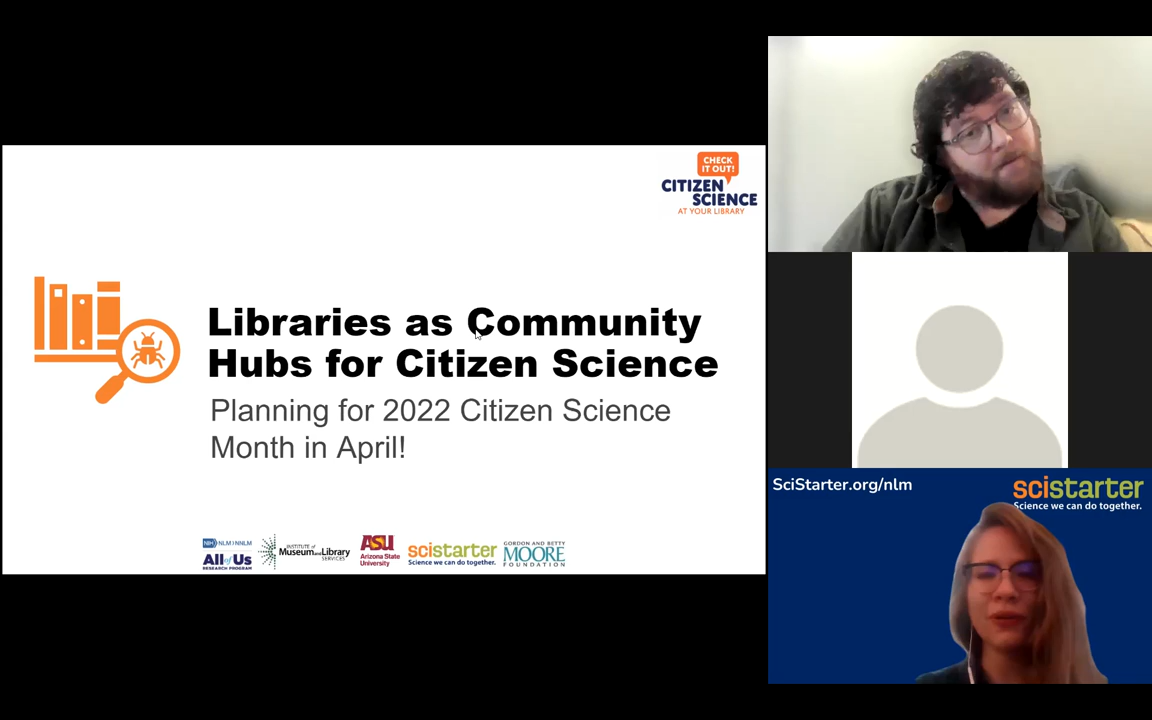 CHECK
IT OUT!
CITIZEN
SCIENCE
AT YOUR LIBRARY
Libraries as Community
Hubs for Citizen Science
Planning for 2022 Citizen Science
Month in April!
NIH NLM NNLM
All of Us
RESEARCH PROGRAM
INSTITUTE of
Museum and Library
SERVICES
ASU
Arizona State
University
scistarter
Science we can do together.
GORDON AND BETTY
MOORE
FOUNDATION
SciStarter.org/nlm
scistarter
Science we can do together.